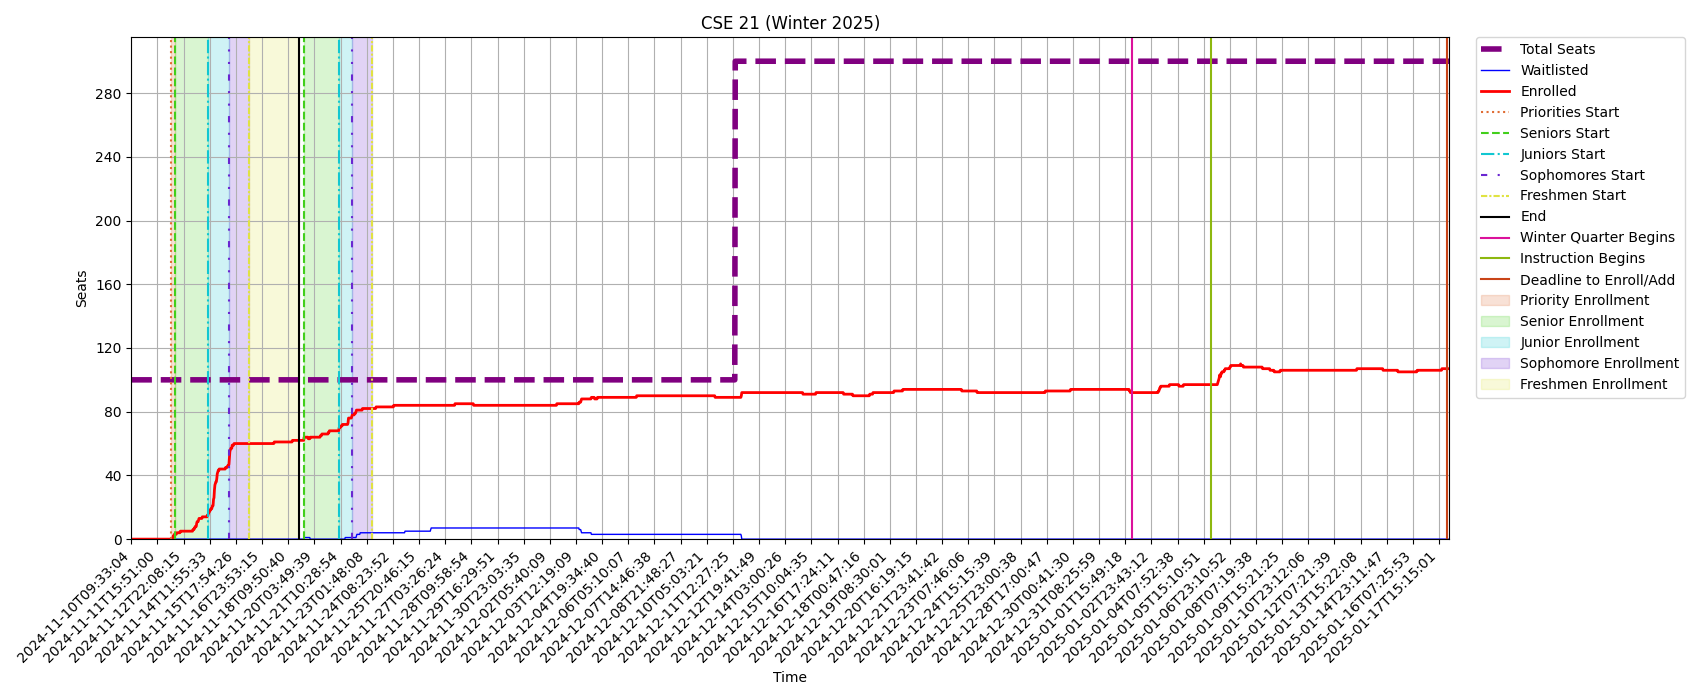 CSE 21 (Winter 2025)
Seats
280
240
200
160
120
80
40
0
2024-11-10T09:33:04
2024-11-11T15:51:00
2024-11-12T22:08:15
2024-11-14T11:55:33
2024-11-15T17:54:26
2024-11-16T23:53:15
2024-11-18T09:50:40
2024-11-20T03:49:39
2024-11-21T10:28:54
2024-11-23T01:48:08
2024-11-24T08:23:52
2024-11-25T20:46:15
2024-11-27T03:26:24
2024-11-28T09:58:54
2024-11-29T16:29:51
2024-11-30T23:03:35
2024-12-02T05:40:09
2024-12-03T12:19:09
2024-12-04T19:34:40
2024-12-06T05:10:07
2024-12-07T14:46:38
2024-12-08T21:48:27
2024-12-10T05:03:21
2024-12-11T12:27:25
2024-12-12T19:41:49
2024-12-14T03:00:26
2024-12-15T10:04:35
2024-12-16T17:24:11
2024-12-18T00:47:16
2024-12-19T08:30:01
2024-12-20T16:19:15
2024-12-21T23:41:42
2024-12-23T07:46:06
2024-12-24T15:15:39
2024-12-25T23:00:38
2024-12-28T17:00:47
2024-12-30T00:41:30
2024-12-31T08:25:59
2025-01-01T15:49:18
2025-01-02T23:43:12
2025-01-04T07:52:38
2025-01-05T15:10:51
2025-01-06T23:10:52
2025-01-08T07:19:38
2025-01-09T15:21:25
2025-01-10T23:12:06
2025-01-12T07:21:39
2025-01-13T15:22:08
2025-01-14T23:11:47
2025-01-16T07:25:53
2025-01-17T17:15:01
Time
Total Seats
Waitlisted
Enrolled
Priorities Start
Seniors Start
Juniors Start
Sophomores Start
Freshmen Start
End
Winter Quarter Begins
Instruction Begins
Deadline to Enroll/Add
Priority Enrollment
Senior Enrollment
Junior Enrollment
Sophomore Enrollment
Freshmen Enrollment